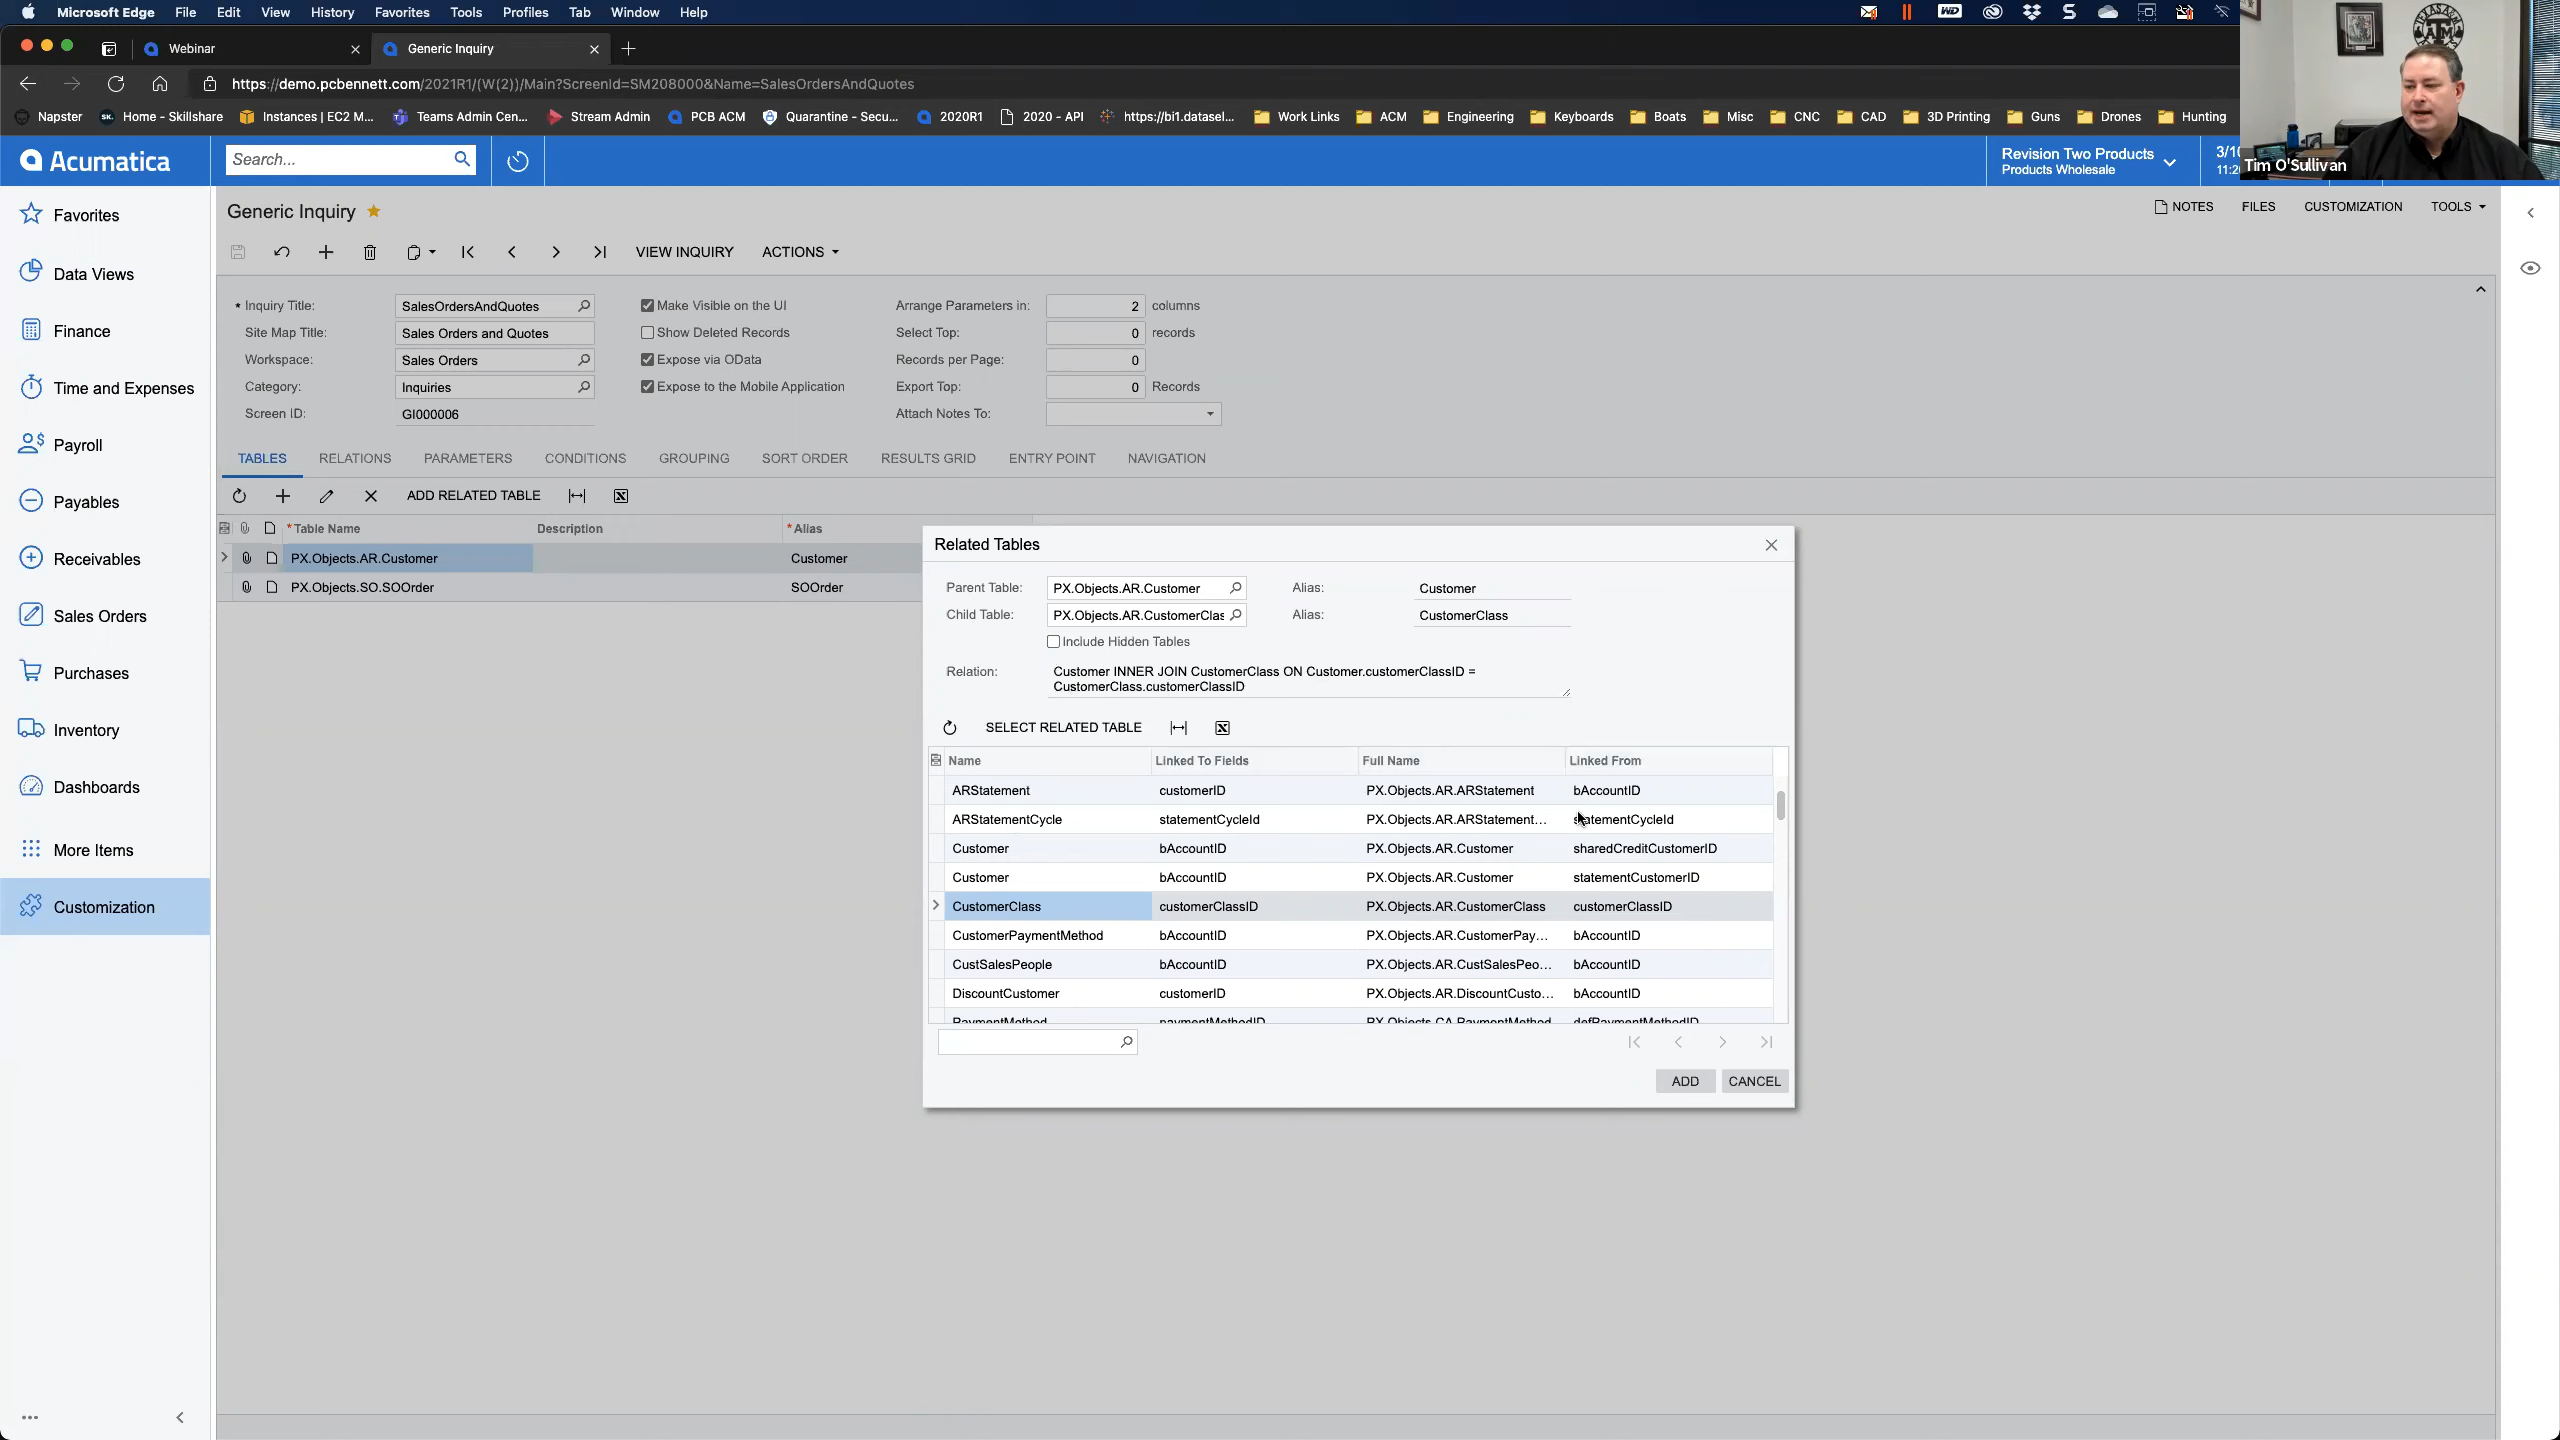 Microsoft Edge File Edit View History Favorites Tools Profiles Tab Window Help
Webinar
Generic Inquiry
https://demo.pcbennett.com/2021R1/(W(2))/Main?ScreenId=SM208000&Name=SalesOrdersAndQuotes
Napster Home - Skillshare Instances | EC2 M... Teams Admin Cen... Stream Admin PCB ACM Quarantine - Secu... 2020R1 2020 - API https://bi1.datasel... Work Links ACM Engineering Keyboards Boats Misc CNC CAD 3D Printing Guns Drones Hunting
Acumatica
Search...
Revision Two Products
Products Wholesale
3/10
11:2
Tim O'Sullivan
Favorites
Data Views
Finance
Time and Expenses
Payroll
Payables
Receivables
Sales Orders
Purchases
Inventory
Dashboards
More Items
Customization
Generic Inquiry
NOTES FILES CUSTOMIZATION TOOLS
VIEW INQUIRY ACTIONS
* Inquiry Title: SalesOrdersAndQuotes Make Visible on the UI Arrange Parameters in: 2 columns
Site Map Title: Sales Orders and Quotes Show Deleted Records Select Top: 0 records
Workspace: Sales Orders Expose via OData Records per Page: 0
Category: Inquiries Expose to the Mobile Application Export Top: 0 Records
Screen ID: GI000006 Attach Notes To:
TABLES RELATIONS PARAMETERS CONDITIONS GROUPING SORT ORDER RESULTS GRID ENTRY POINT NAVIGATION
ADD RELATED TABLE
* Table Name Description * Alias
PX.Objects.AR.Customer Customer
PX.Objects.SO.SOOrder SOOrder
Related Tables
Parent Table: PX.Objects.AR.Customer Alias: Customer
Child Table: PX.Objects.AR.CustomerClas Alias: CustomerClass
Include Hidden Tables
Relation: Customer INNER JOIN CustomerClass ON Customer.customerClassID =
CustomerClass.customerClassID
SELECT RELATED TABLE
Name Linked To Fields Full Name Linked From
ARStatement customerID PX.Objects.AR.ARStatement bAccountID
ARStatementCycle statementCycleId PX.Objects.AR.ARStatement... statementCycleId
Customer bAccountID PX.Objects.AR.Customer sharedCreditCustomerID
Customer bAccountID PX.Objects.AR.Customer statementCustomerID
CustomerClass customerClassID PX.Objects.AR.CustomerClass customerClassID
CustomerPaymentMethod bAccountID PX.Objects.AR.CustomerPay... bAccountID
CustSalesPeople bAccountID PX.Objects.AR.CustSalesPeo... bAccountID
DiscountCustomer customerID PX.Objects.AR.DiscountCusto... bAccountID
PaymentMethod paymentMethodID PX.Objects.CA.PaymentMethod defPaymentMethodID
ADD CANCEL